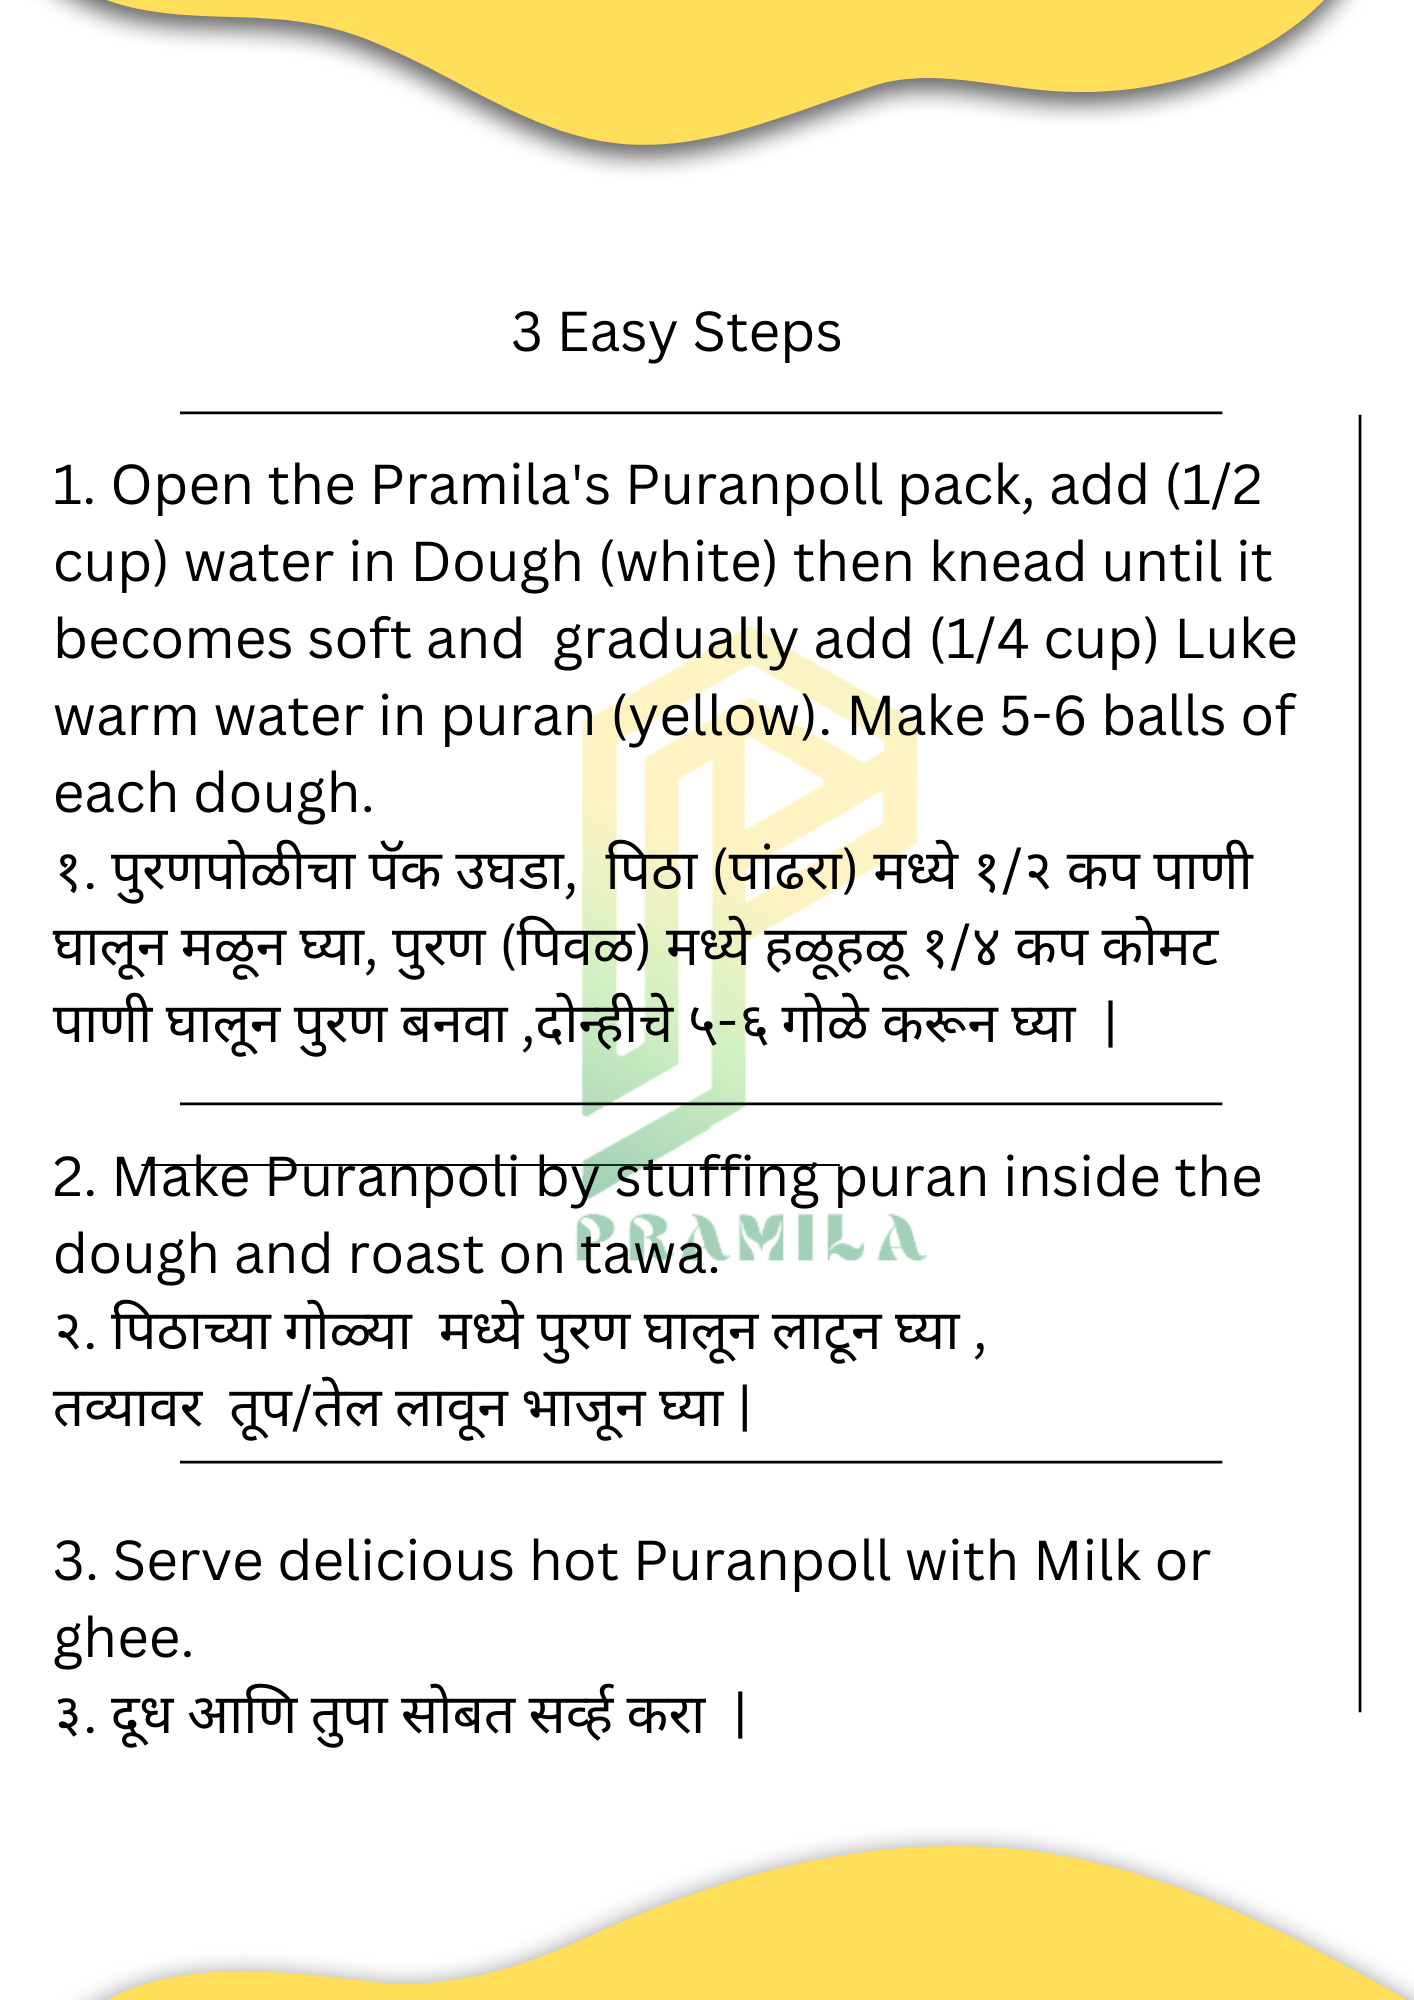 3 Easy Steps
1. Open the Pramila's Puranpoll pack, add (1/2
cup) water in Dough (white) then knead until it
becomes soft and  gradually add (1/4 cup) Luke
warm water in puran (yellow). Make 5-6 balls of
each dough.
१. पुरणपोळीचा पॅक उघडा,  पिठा (पांढरा) मध्ये १/२ कप पाणी
घालून मळून घ्या, पुरण (पिवळ) मध्ये हळूहळू १/४ कप कोमट
पाणी घालून पुरण बनवा ,दोन्हीचे ५-६ गोळे करून घ्या  |
2. Make Puranpoli by stuffing puran inside the
PRAMILA
dough and roast on tawa.
२. पिठाच्या गोळ्या  मध्ये पुरण घालून लाटून घ्या ,
तव्यावर  तूप/तेल लावून भाजून घ्या |
3. Serve delicious hot Puranpoll with Milk or
ghee.
३. दूध आणि तुपा सोबत सर्व्ह करा  |